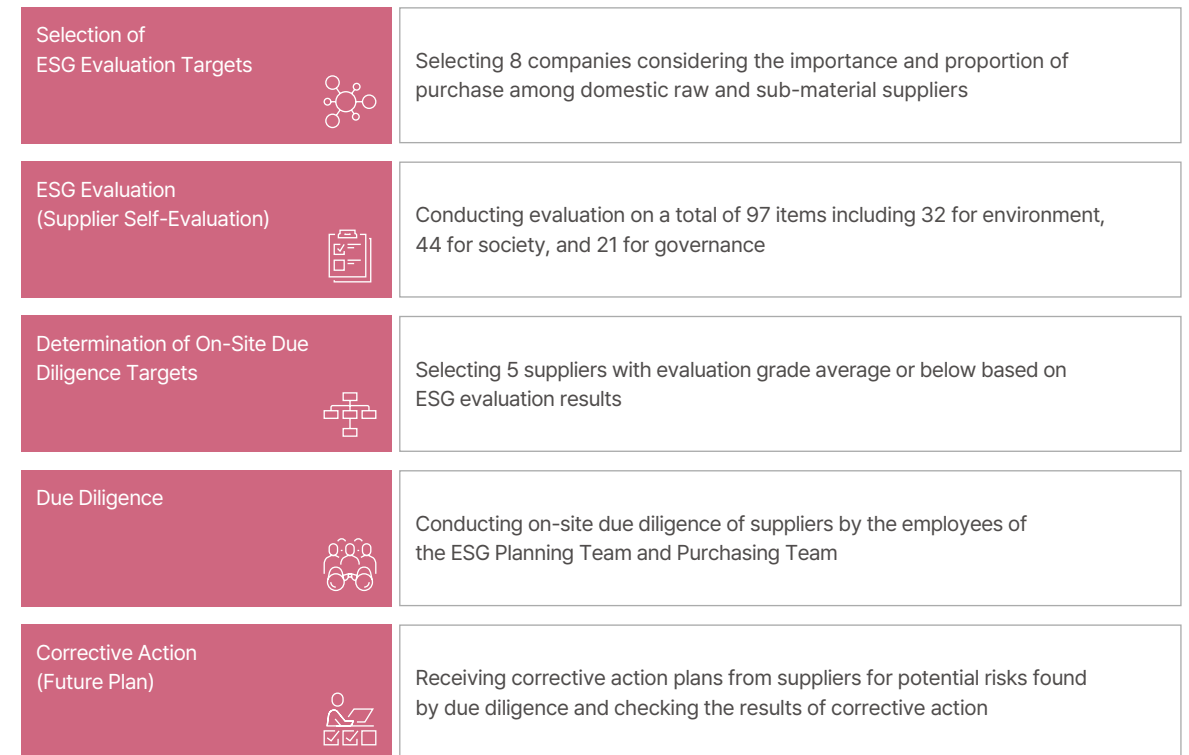 Selection of
ESG Evaluation Targets
Selecting 8 companies considering the importance and proportion of
purchase among domestic raw and sub-material suppliers
ESG Evaluation
(Supplier Self-Evaluation)
Conducting evaluation on a total of 97 items including 32 for environment,
44 for society, and 21 for governance
Determination of On-Site Due
Diligence Targets
Selecting 5 suppliers with evaluation grade average or below based on
ESG evaluation results
Due Diligence
Conducting on-site due diligence of suppliers by the employees of
the ESG Planning Team and Purchasing Team
Corrective Action
(Future Plan)
Receiving corrective action plans from suppliers for potential risks found
by due diligence and checking the results of corrective action